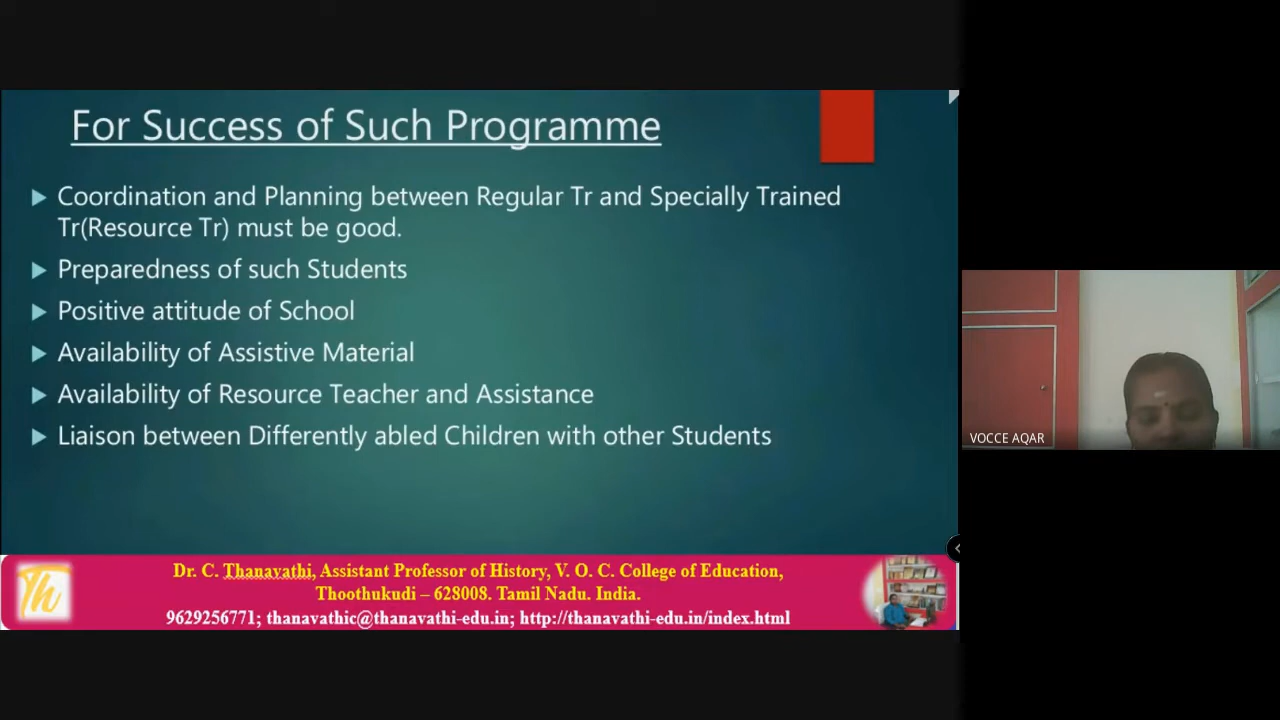 For Success of Such Programme
Coordination and Planning between Regular Tr and Specially Trained
Tr(Resource Tr) must be good.
Preparedness of such Students
Positive attitude of School
Availability of Assistive Material
Availability of Resource Teacher and Assistance
Liaison between Differently abled Children with other Students
VOCCE AQAR
Th
Dr. C. Thanavathi, Assistant Professor of History, V. O. C. College of Education,
Thoothukudi – 628008. Tamil Nadu. India.
9629256771; thanavathic@thanavathi-edu.in; http://thanavathi-edu.in/index.html